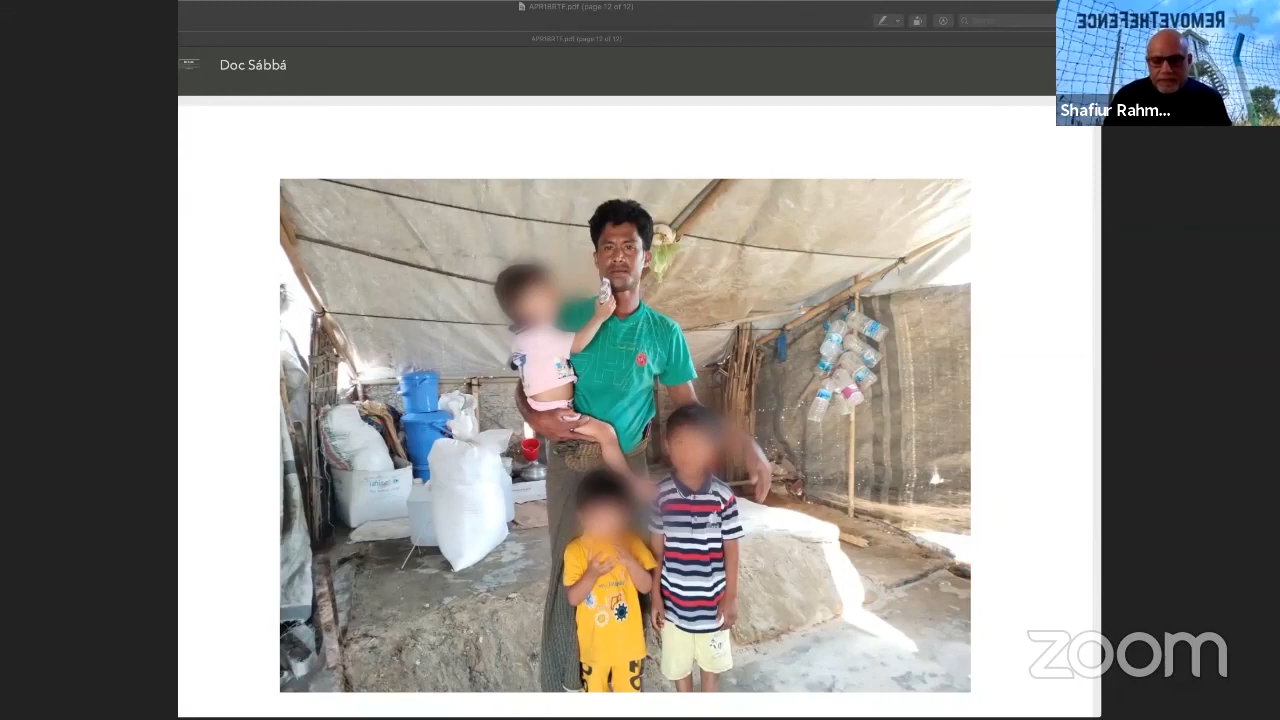 APR18RTF.pdf (page 12 of 12)
Search
APR18RTF.pdf (page 12 of 12)
Doc Sábbá
REMOVETHEFENCE
Shafiur Rahm...
unicef
zoom